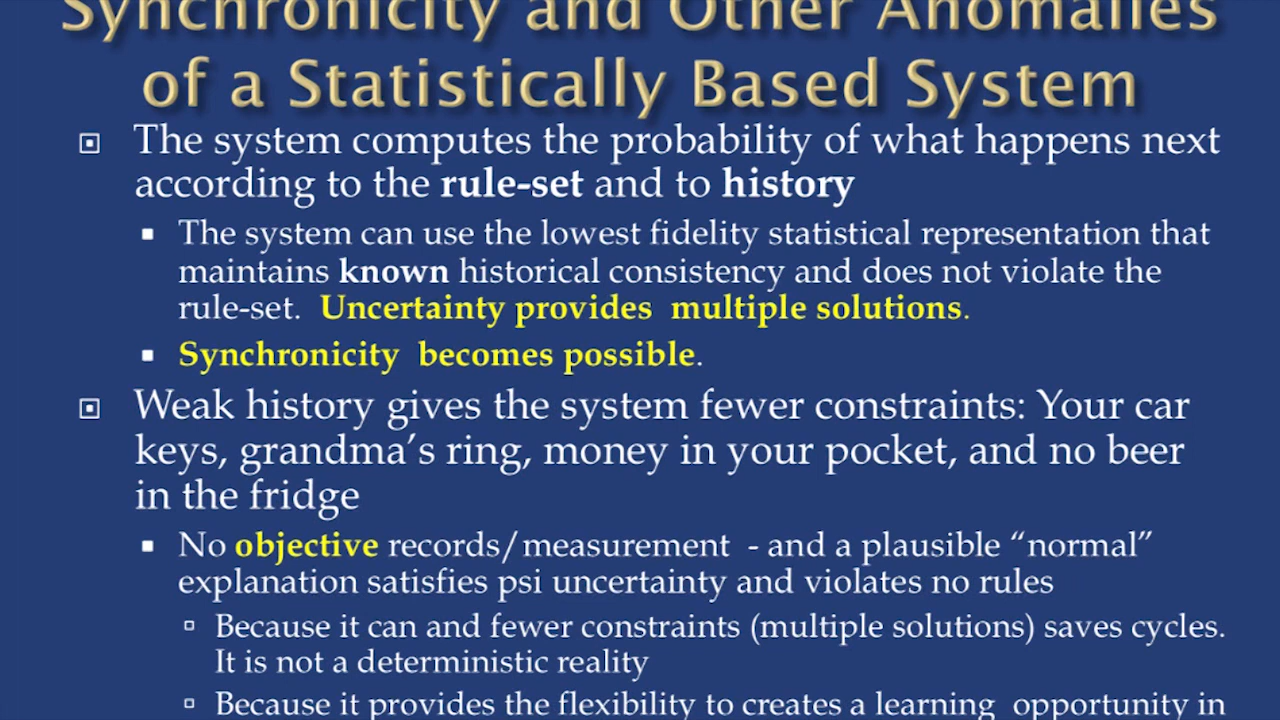 Synchronicity and Other Anomalies
of a Statistically Based System
The system computes the probability of what happens next
according to the rule-set and to history
The system can use the lowest fidelity statistical representation that
maintains known historical consistency and does not violate the
rule-set. Uncertainty provides multiple solutions.
Synchronicity becomes possible.
Weak history gives the system fewer constraints: Your car
keys, grandma’s ring, money in your pocket, and no beer
in the fridge
No objective records/measurement - and a plausible “normal”
explanation satisfies psi uncertainty and violates no rules
Because it can and fewer constraints (multiple solutions) saves cycles.
It is not a deterministic reality
Because it provides the flexibility to creates a learning opportunity in